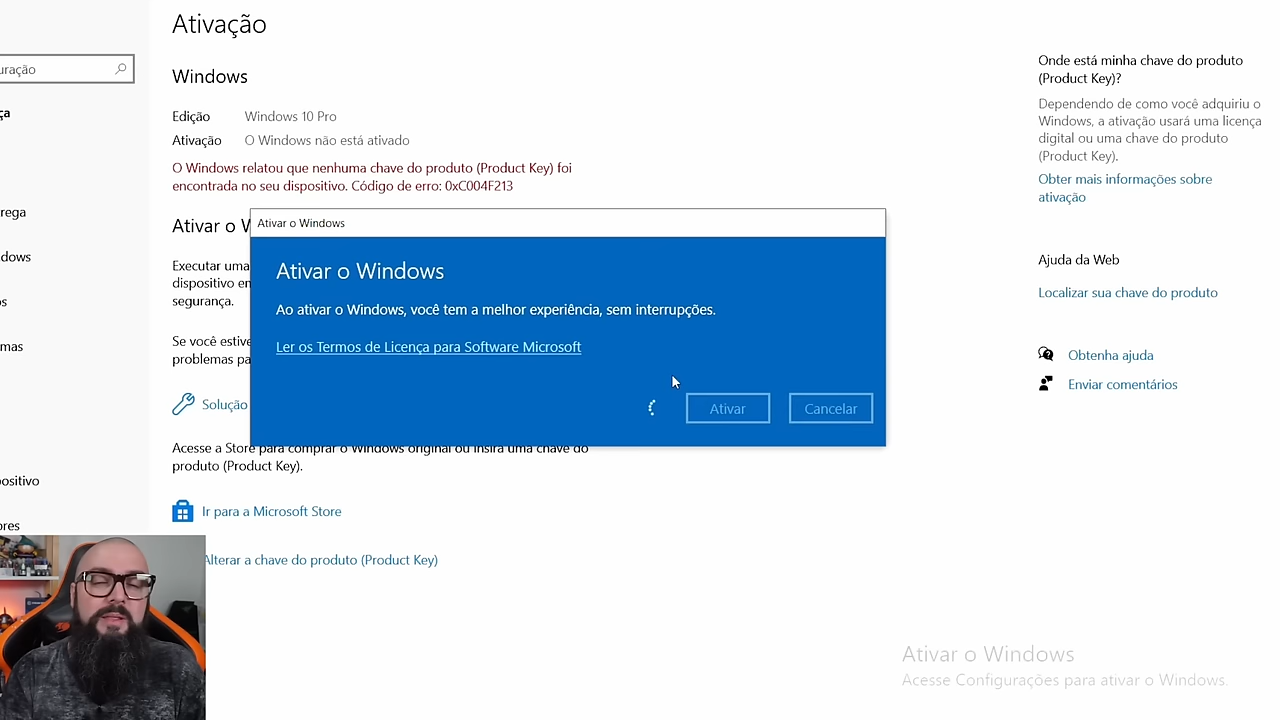 Ativação
uração
Windows
Edição Windows 10 Pro
Ativação O Windows não está ativado
O Windows relatou que nenhuma chave do produto (Product Key) foi
encontrada no seu dispositivo. Código de erro: 0xC004F213
Ativar o W
Executar uma
dispositivo en
segurança.
Se você estive
problemas pa
Solução
Acesse a Store para comprar o Windows original ou insira uma chave do
produto (Product Key).
Ir para a Microsoft Store
Alterar a chave do produto (Product Key)
ça
rega
dows
os
mas
positivo
ores
Ativar o Windows
Ativar o Windows
Ao ativar o Windows, você tem a melhor experiência, sem interrupções.
Ler os Termos de Licença para Software Microsoft
Ativar
Cancelar
Onde está minha chave do produto
(Product Key)?
Dependendo de como você adquiriu o
Windows, a ativação usará uma licença
digital ou uma chave do produto
(Product Key).
Obter mais informações sobre
ativação
Ajuda da Web
Localizar sua chave do produto
Obtenha ajuda
Enviar comentários
Ativar o Windows
Acesse Configurações para ativar o Windows.